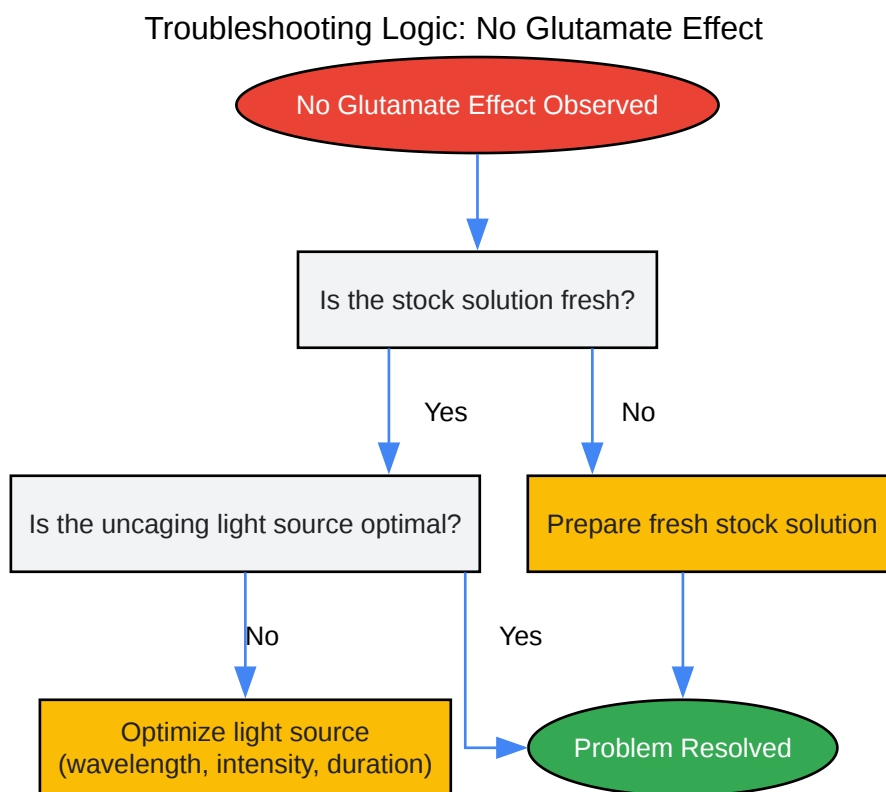 Troubleshooting Logic: No Glutamate Effect
No Glutamate Effect Observed
Is the stock solution fresh?
Yes
No
Is the uncaging light source optimal?
Prepare fresh stock solution
No
Yes
Optimize light source
(wavelength, intensity, duration)
Problem Resolved